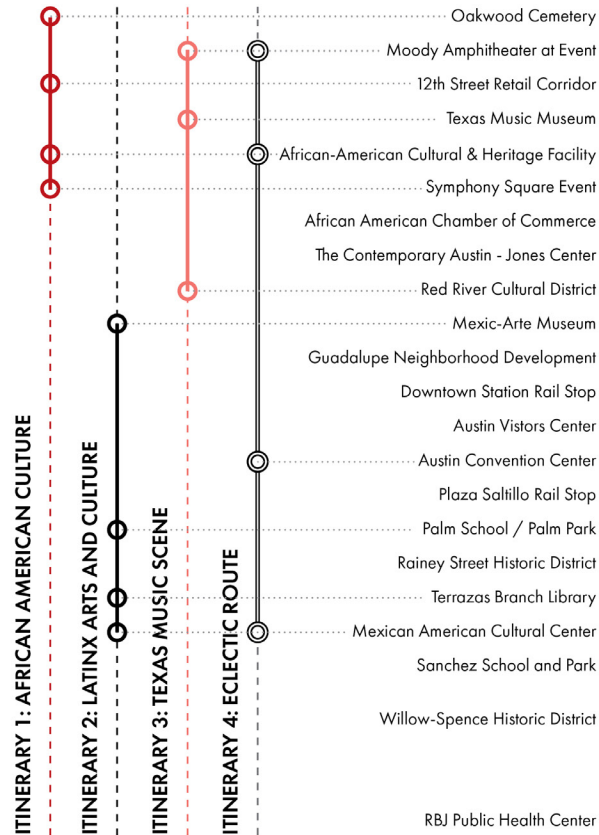 Oakwood Cemetery
Moody Amphitheater at Event
12th Street Retail Corridor
Texas Music Museum
African-American Cultural & Heritage Facility
Symphony Square Event
African American Chamber of Commerce
The Contemporary Austin - Jones Center
Red River Cultural District
Mexic-Arte Museum
Guadalupe Neighborhood Development
Downtown Station Rail Stop
Austin Vistors Center
Austin Convention Center
Plaza Saltillo Rail Stop
Palm School / Palm Park
Rainey Street Historic District
Terrazas Branch Library
Mexican American Cultural Center
Sanchez School and Park
Willow-Spence Historic District
RBJ Public Health Center
ITINERARY 1: AFRICAN AMERICAN CULTURE
ITINERARY 2: LATINX ARTS AND CULTURE
ITINERARY 3: TEXAS MUSIC SCENE
ITINERARY 4: ECLECTIC ROUTE